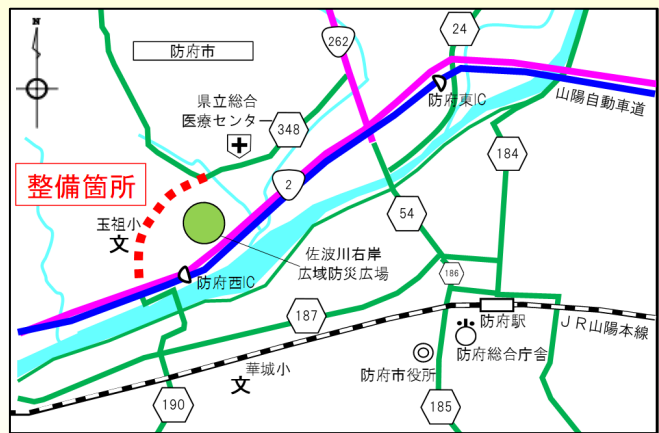 N
防府市
262
24
防府東IC
山陽自動車道
県立総合
医療センター
348
184
整備箇所
2
玉祖小
文
54
佐波川右岸
広域防災広場
防府西IC
186
187
防府駅
JR山陽本線
防府総合庁舎
華城小
文
防府市役所
190
185